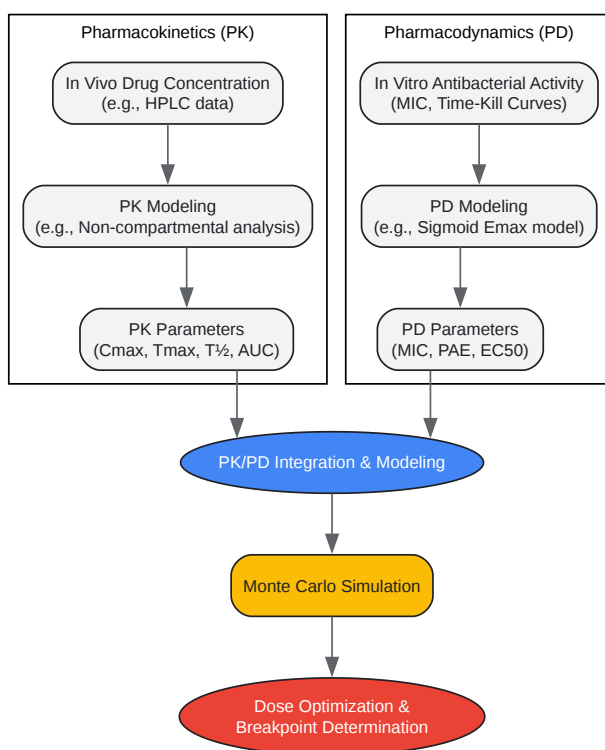 Pharmacokinetics (PK)
In Vivo Drug Concentration
(e.g., HPLC data)
PK Modeling
(e.g., Non-compartmental analysis)
PK Parameters
(Cmax, Tmax, T½, AUC)
Pharmacodynamics (PD)
In Vitro Antibacterial Activity
(MIC, Time-Kill Curves)
PD Modeling
(e.g., Sigmoid Emax model)
PD Parameters
(MIC, PAE, EC50)
PK/PD Integration & Modeling
Monte Carlo Simulation
Dose Optimization &
Breakpoint Determination